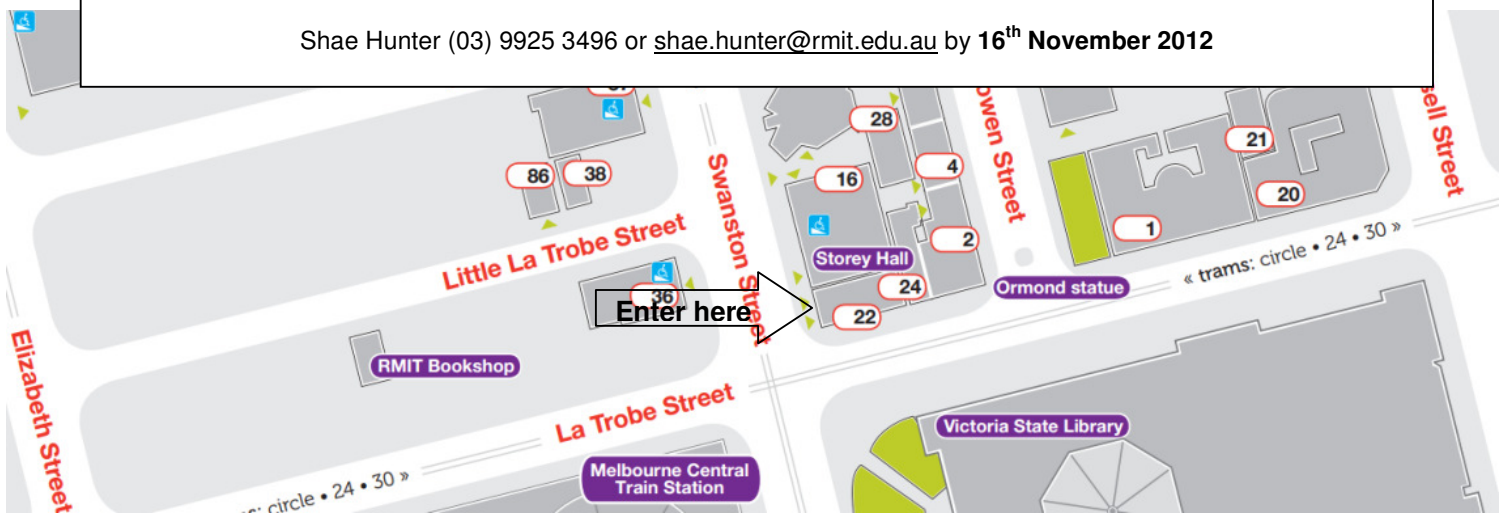 Shae Hunter (03) 9925 3496 or shae.hunter@rmit.edu.au by 16th November 2012
28
4
21
20
16
86
38
1
2
Swanston Street
Little La Trobe Street
Storey Hall
24
22
Ormond statue
« trams: circle • 24 • 30 »
36
Enter here
Elizabeth Street
RMIT Bookshop
La Trobe Street
Victoria State Library
Melbourne Central
Train Station
circle • 24 • 30 »
Street
Street